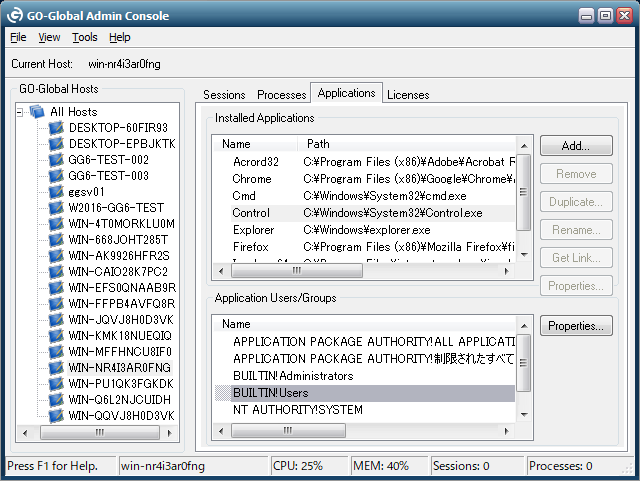 GO-Global Admin Console
File View Tools Help
Current Host: win-nr4i3ar0fng
GO-Global Hosts
All Hosts
DESKTOP-60FIR93
DESKTOP-EPBJKTK
GG6-TEST-002
GG6-TEST-003
ggsv01
W2016-GG6-TEST
WIN-4T0MORKLU0M
WIN-668JOHT285T
WIN-AK9926HFR2S
WIN-CAIO28K7PC2
WIN-EFS0QNAAB9R
WIN-FFPB4AVFQ8R
WIN-JQVJ8H0D3VK
WIN-KMK18NUEQIQ
WIN-MFFHNCU8IF0
WIN-NR4I3AR0FNG
WIN-PU1QK3FGKDK
WIN-Q6L2NJCUIDH
WIN-QQVJ8H0D3VK
Sessions Processes Applications Licenses
Installed Applications
Name Path
Acrord32 C:¥Program Files (x86)¥Adobe¥Acrobat R
Chrome C:¥Program Files (x86)¥Google¥Chrome¥
Cmd C:¥Windows¥System32¥cmd.exe
Control C:¥Windows¥System32¥Control.exe
Explorer C:¥Windows¥explorer.exe
Firefox C:¥Program Files (x86)¥Mozilla Firefox¥fi
Add...
Remove
Duplicate...
Rename...
Get Link...
Properties...
Application Users/Groups
Name
APPLICATION PACKAGE AUTHORITY!ALL APPLICATI
APPLICATION PACKAGE AUTHORITY!制限されたすべて
BUILTIN!Administrators
BUILTIN!Users
NT AUTHORITY!SYSTEM
Properties...
Press F1 for Help. win-nr4i3ar0fng CPU: 25% MEM: 40% Sessions: 0 Processes: 0